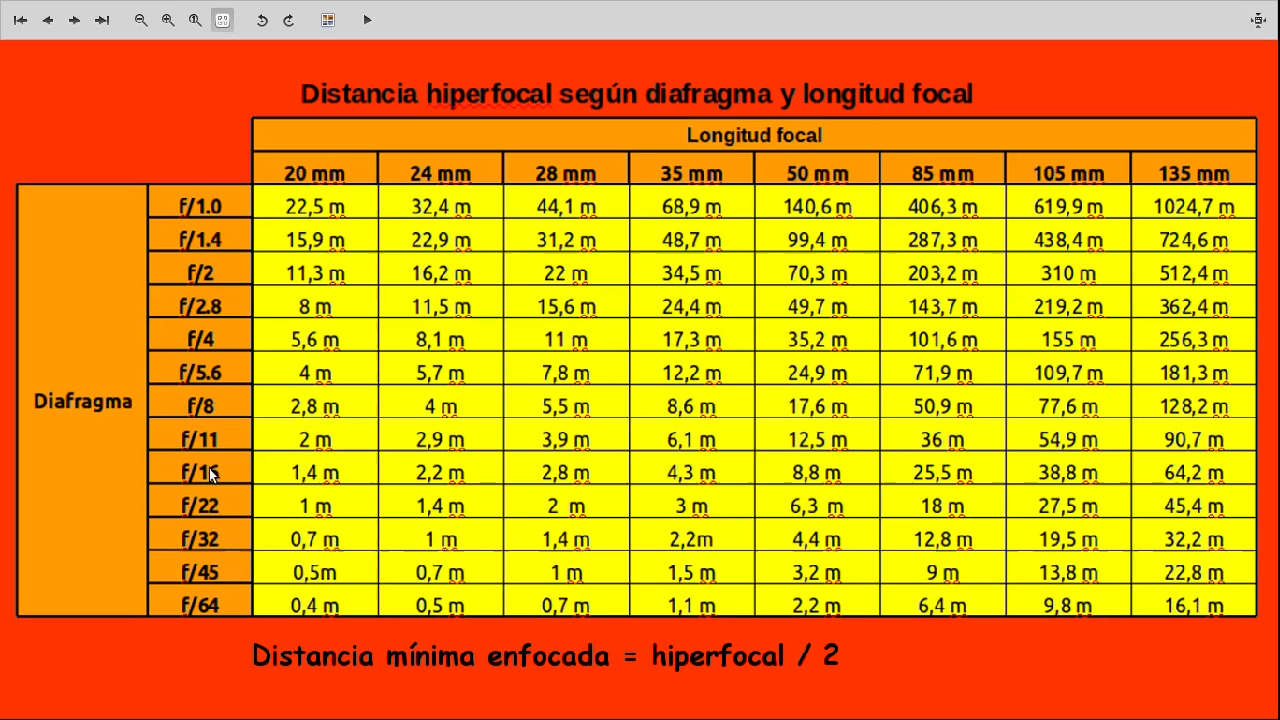 Distancia hiperfocal según diafragma y longitud focal
Longitud focal
20 mm 24 mm 28 mm 35 mm 50 mm 85 mm 105 mm 135 mm
f/1.0 22,5 m 32,4 m 44,1 m 68,9 m 140,6 m 406,3 m 619,9 m 1024,7 m
f/1.4 15,9 m 22,9 m 31,2 m 48,7 m 99,4 m 287,3 m 438,4 m 724,6 m
f/2 11,3 m 16,2 m 22 m 34,5 m 70,3 m 203,2 m 310 m 512,4 m
f/2.8 8 m 11,5 m 15,6 m 24,4 m 49,7 m 143,7 m 219,2 m 362,4 m
f/4 5,6 m 8,1 m 11 m 17,3 m 35,2 m 101,6 m 155 m 256,3 m
f/5.6 4 m 5,7 m 7,8 m 12,2 m 24,9 m 71,9 m 109,7 m 181,3 m
Diafragma
f/8 2,8 m 4 m 5,5 m 8,6 m 17,6 m 50,9 m 77,6 m 128,2 m
f/11 2 m 2,9 m 3,9 m 6,1 m 12,5 m 36 m 54,9 m 90,7 m
f/16 1,4 m 2,2 m 2,8 m 4,3 m 8,8 m 25,5 m 38,8 m 64,2 m
f/22 1 m 1,4 m 2 m 3 m 6,3 m 18 m 27,5 m 45,4 m
f/32 0,7 m 1 m 1,4 m 2,2m 4,4 m 12,8 m 19,5 m 32,2 m
f/45 0,5m 0,7 m 1 m 1,5 m 3,2 m 9 m 13,8 m 22,8 m
f/64 0,4 m 0,5 m 0,7 m 1,1 m 2,2 m 6,4 m 9,8 m 16,1 m
Distancia mínima enfocada = hiperfocal / 2